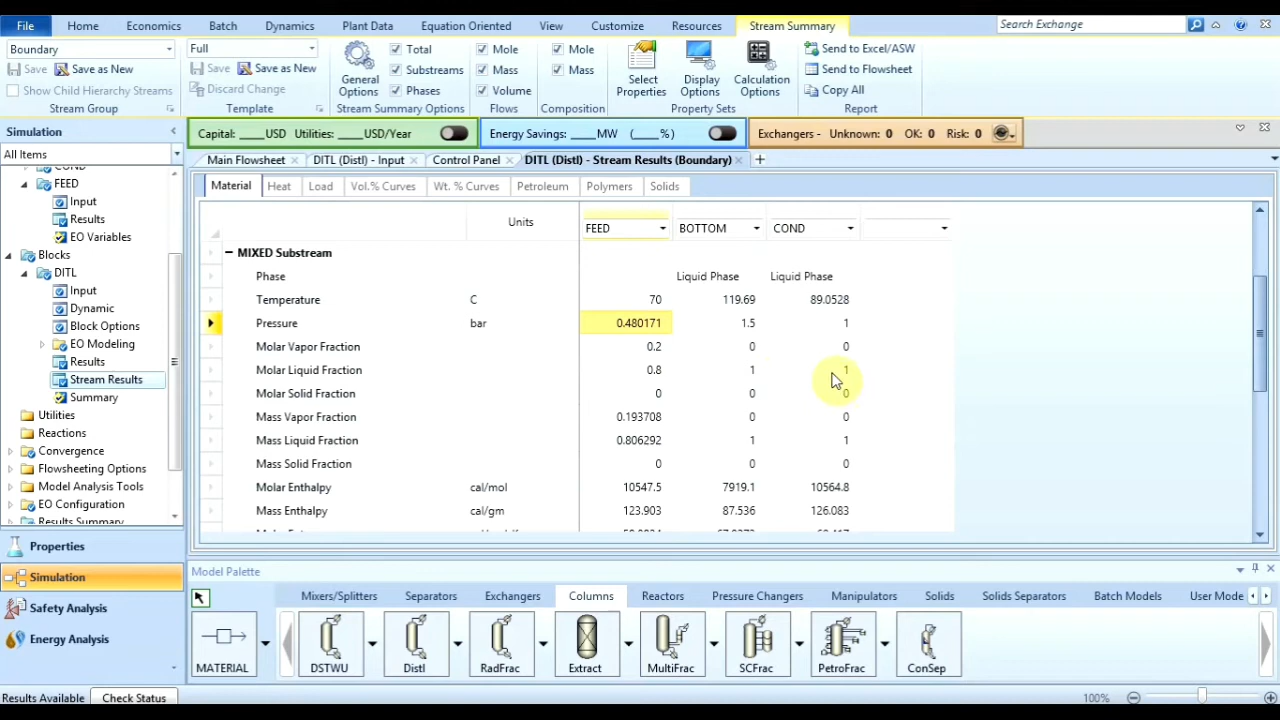 File Home Economics Batch Dynamics Plant Data Equation Oriented View Customize Resources Stream Summary Search Exchange
Boundary Full Total Mole Mole Send to Excel/ASW
Save Save as New Save Save as New Substreams Mass Mass Send to Flowsheet
Show Child Hierarchy Streams Discard Change General Options Phases Volume Select Properties Display Options Calculation Options Copy All
Stream Group Template Stream Summary Options Flows Composition Property Sets Report
Simulation Capital: ____USD Utilities: ____USD/Year Energy Savings: ____MW (____%) Exchangers - Unknown: 0 OK: 0 Risk: 0
All Items Main Flowsheet DITL (Distl) - Input Control Panel DITL (Distl) - Stream Results (Boundary)
COND
FEED
Input
Results
EO Variables
Blocks
DITL
Input
Dynamic
Block Options
EO Modeling
Results
Stream Results
Summary
Utilities
Reactions
Convergence
Flowsheeting Options
Model Analysis Tools
EO Configuration
Results Summary
Properties
Simulation
Safety Analysis
Energy Analysis
Material Heat Load Vol.% Curves Wt. % Curves Petroleum Polymers Solids
Units FEED BOTTOM COND
MIXED Substream
Phase Liquid Phase Liquid Phase
Temperature C 70 119.69 89.0528
Pressure bar 0.480171 1.5 1
Molar Vapor Fraction 0.2 0 0
Molar Liquid Fraction 0.8 1 1
Molar Solid Fraction 0 0 0
Mass Vapor Fraction 0.193708 0 0
Mass Liquid Fraction 0.806292 1 1
Mass Solid Fraction 0 0 0
Molar Enthalpy cal/mol 10547.5 7919.1 10564.8
Mass Enthalpy cal/gm 123.903 87.536 126.083
Model Palette
Mixers/Splitters Separators Exchangers Columns Reactors Pressure Changers Manipulators Solids Solids Separators Batch Models User Mode
MATERIAL DSTWU Distl RadFrac Extract MultiFrac SCFrac PetroFrac ConSep
Results Available Check Status 100%